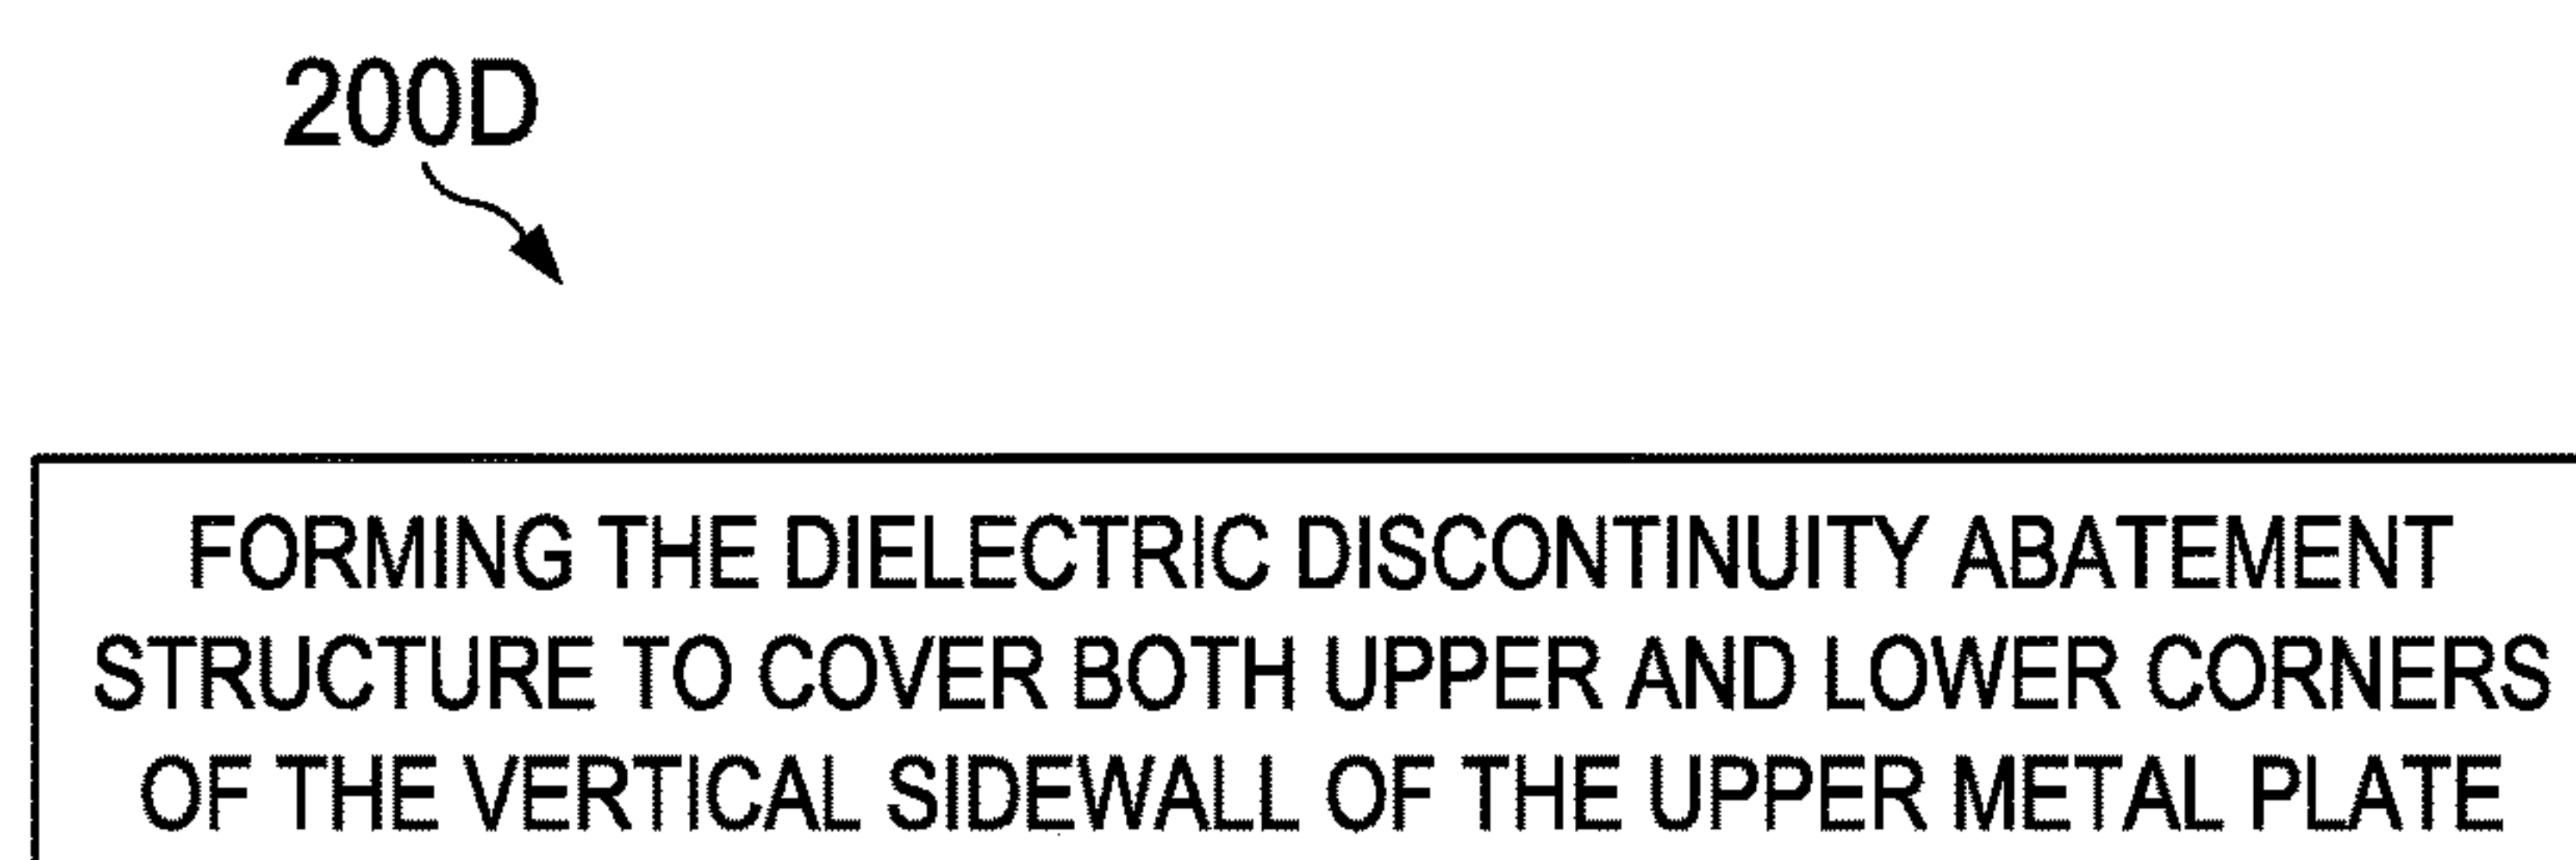 200D
FORMING THE DIELECTRIC DISCONTINUITY ABATEMENT
STRUCTURE TO COVER BOTH UPPER AND LOWER CORNERS
OF THE VERTICAL SIDEWALL OF THE UPPER METAL PLATE